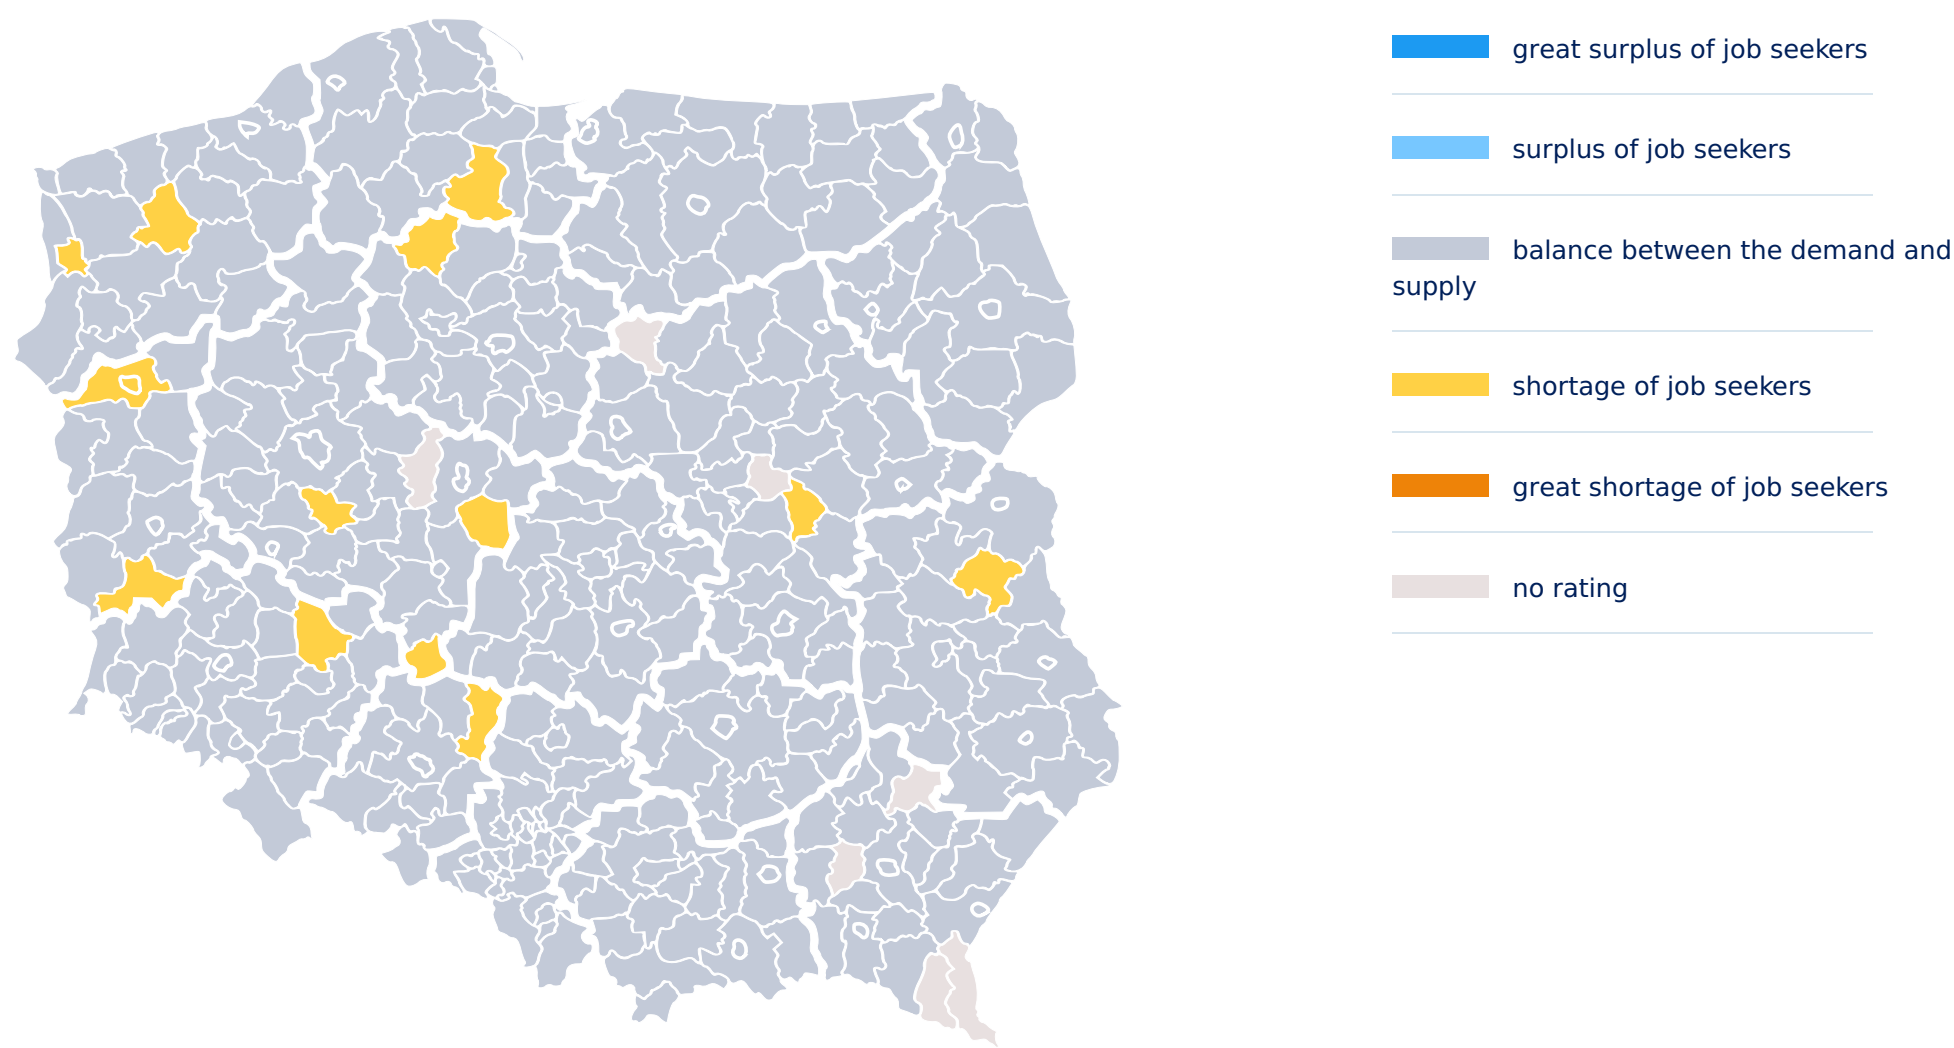 great surplus of job seekers
surplus of job seekers
balance between the demand and
supply
shortage of job seekers
great shortage of job seekers
no rating